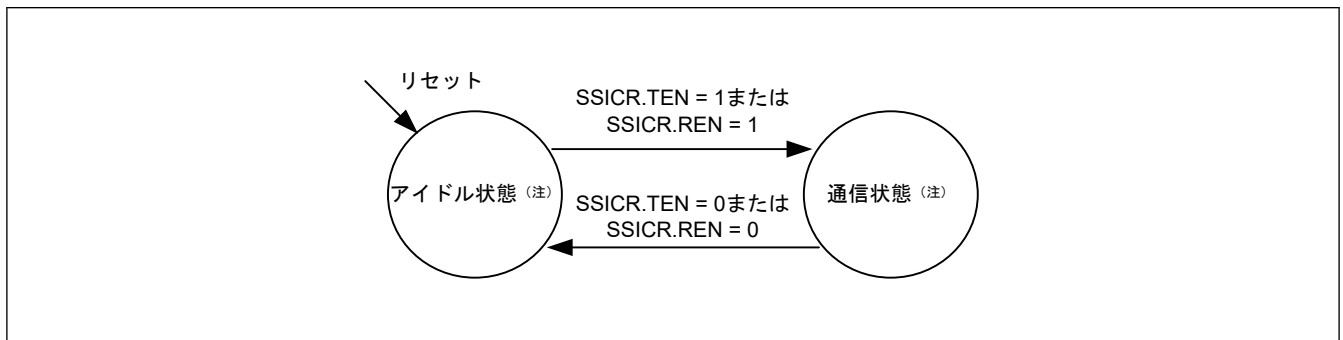 リセット
SSICR.TEN = 1または
SSICR.REN = 1
アイドル状態（注）
通信状態（注）
SSICR.TEN = 0または
SSICR.REN = 0